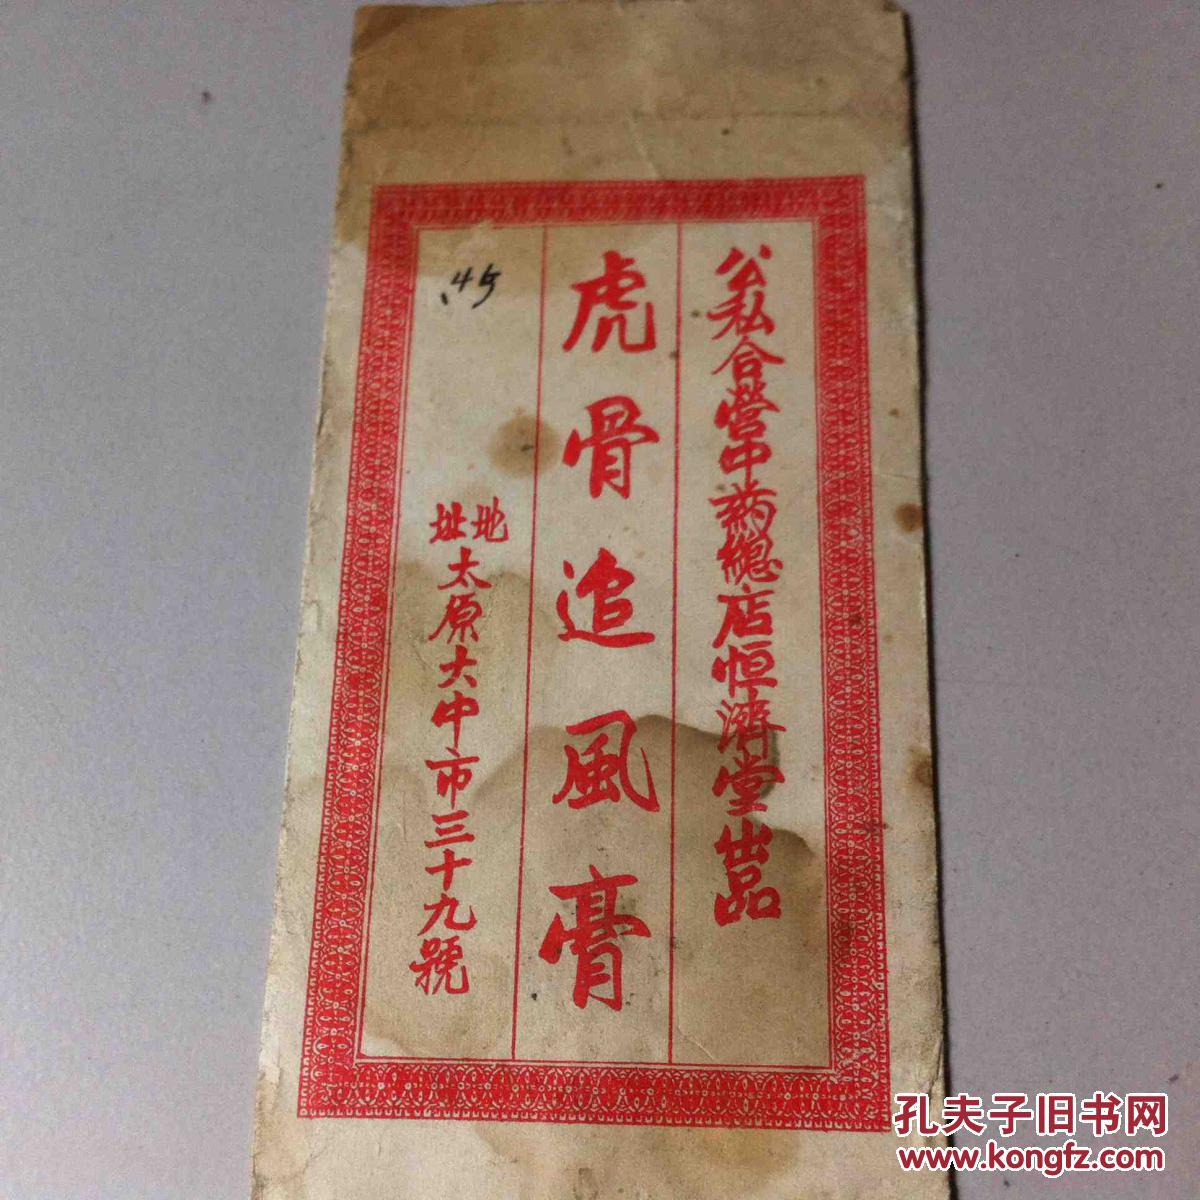 公私合營中葯總店恒濟堂出品
虎骨追風膏
地址
太原大中市三十九號
.45
孔夫子旧书网
www.kongfz.com